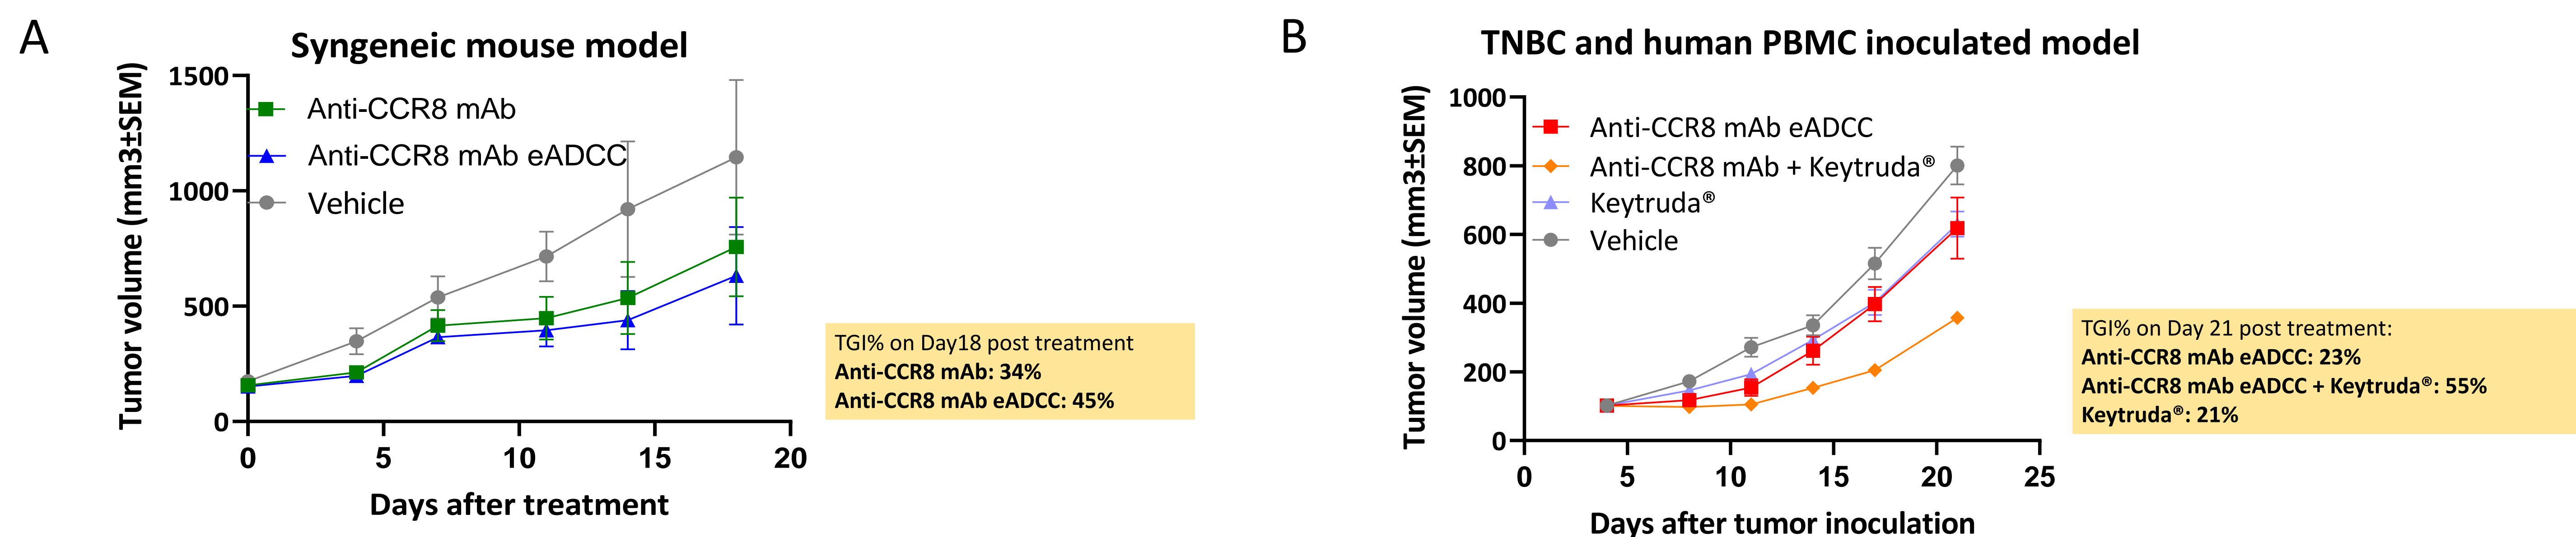 A
Syngeneic mouse model
Tumor volume (mm3±SEM)
1500
1000
500
0
Anti-CCR8 mAb
Anti-CCR8 mAb eADCC
Vehicle
0 5 10 15 20
Days after treatment
TGI% on Day18 post treatment
Anti-CCR8 mAb: 34%
Anti-CCR8 mAb eADCC: 45%
B
TNBC and human PBMC inoculated model
Tumor volume (mm3±SEM)
1000
800
600
400
200
0
Anti-CCR8 mAb eADCC
Anti-CCR8 mAb + Keytruda®
Keytruda®
Vehicle
0 5 10 15 20 25
Days after tumor inoculation
TGI% on Day 21 post treatment:
Anti-CCR8 mAb eADCC: 23%
Anti-CCR8 mAb eADCC + Keytruda®: 55%
Keytruda®: 21%